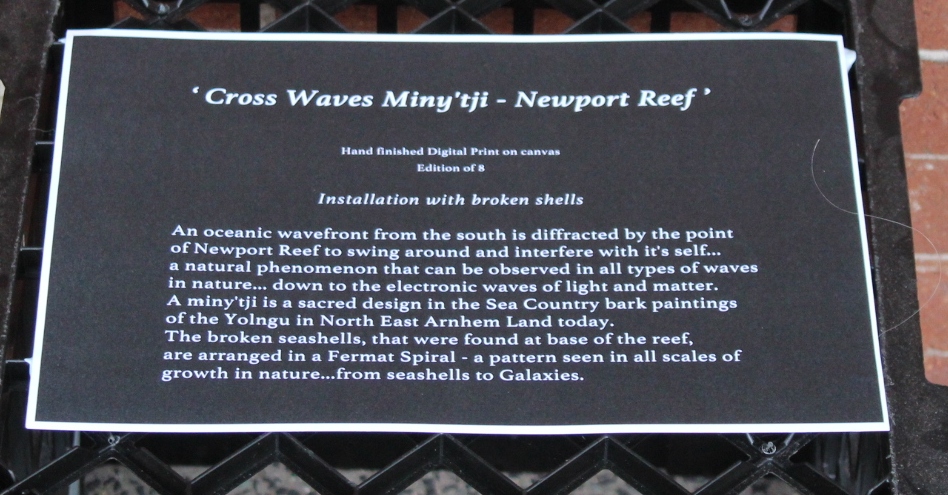 ‘ Cross Waves Miny'tji - Newport Reef ’
Hand finished Digital Print on canvas
Edition of 8
Installation with broken shells
An oceanic wavefront from the south is diffracted by the point
of Newport Reef to swing around and interfere with it's self...
a natural phenomenon that can be observed in all types of waves
in nature... down to the electronic waves of light and matter.
A miny'tji is a sacred design in the Sea Country bark paintings
of the Yolngu in North East Arnhem Land today.
The broken seashells, that were found at base of the reef,
are arranged in a Fermat Spiral - a pattern seen in all scales of
growth in nature...from seashells to Galaxies.